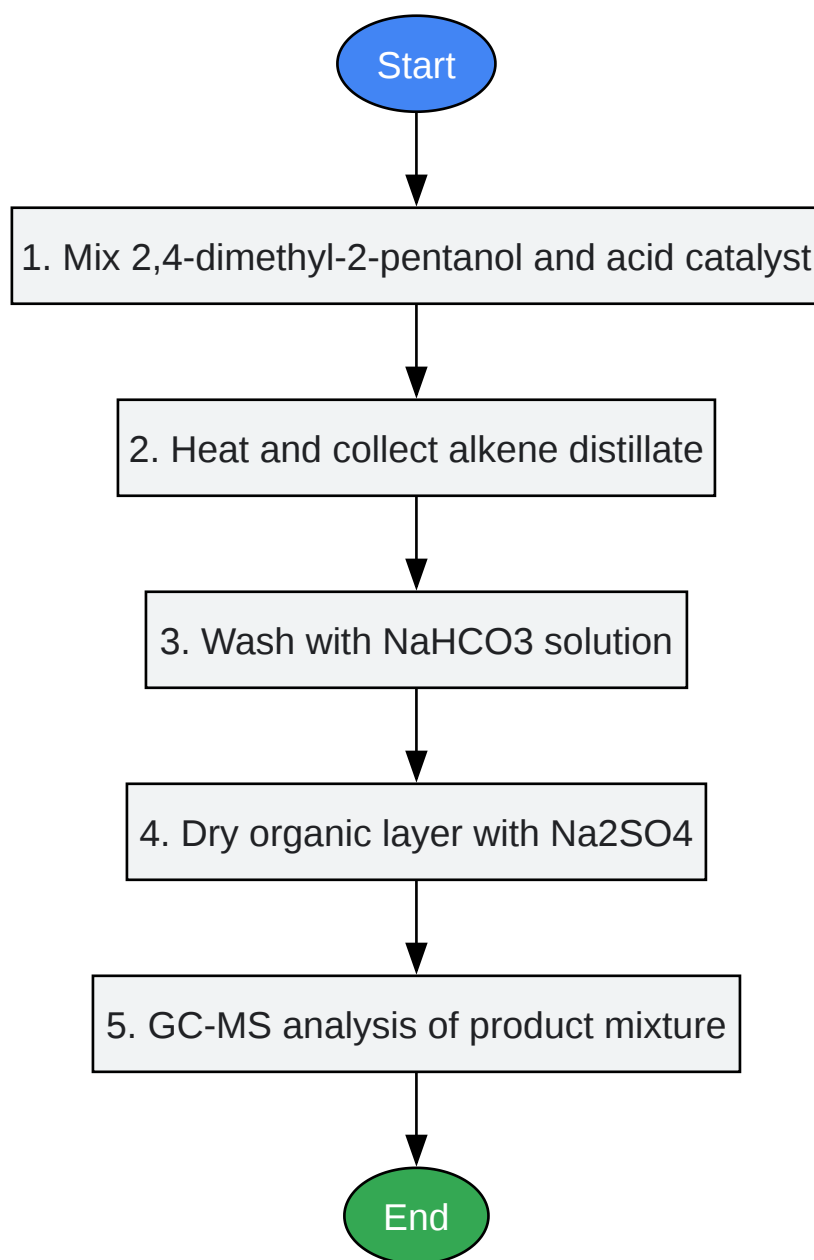 Start
1. Mix 2,4-dimethyl-2-pentanol and acid catalyst
2. Heat and collect alkene distillate
3. Wash with NaHCO3 solution
4. Dry organic layer with Na2SO4
5. GC-MS analysis of product mixture
End